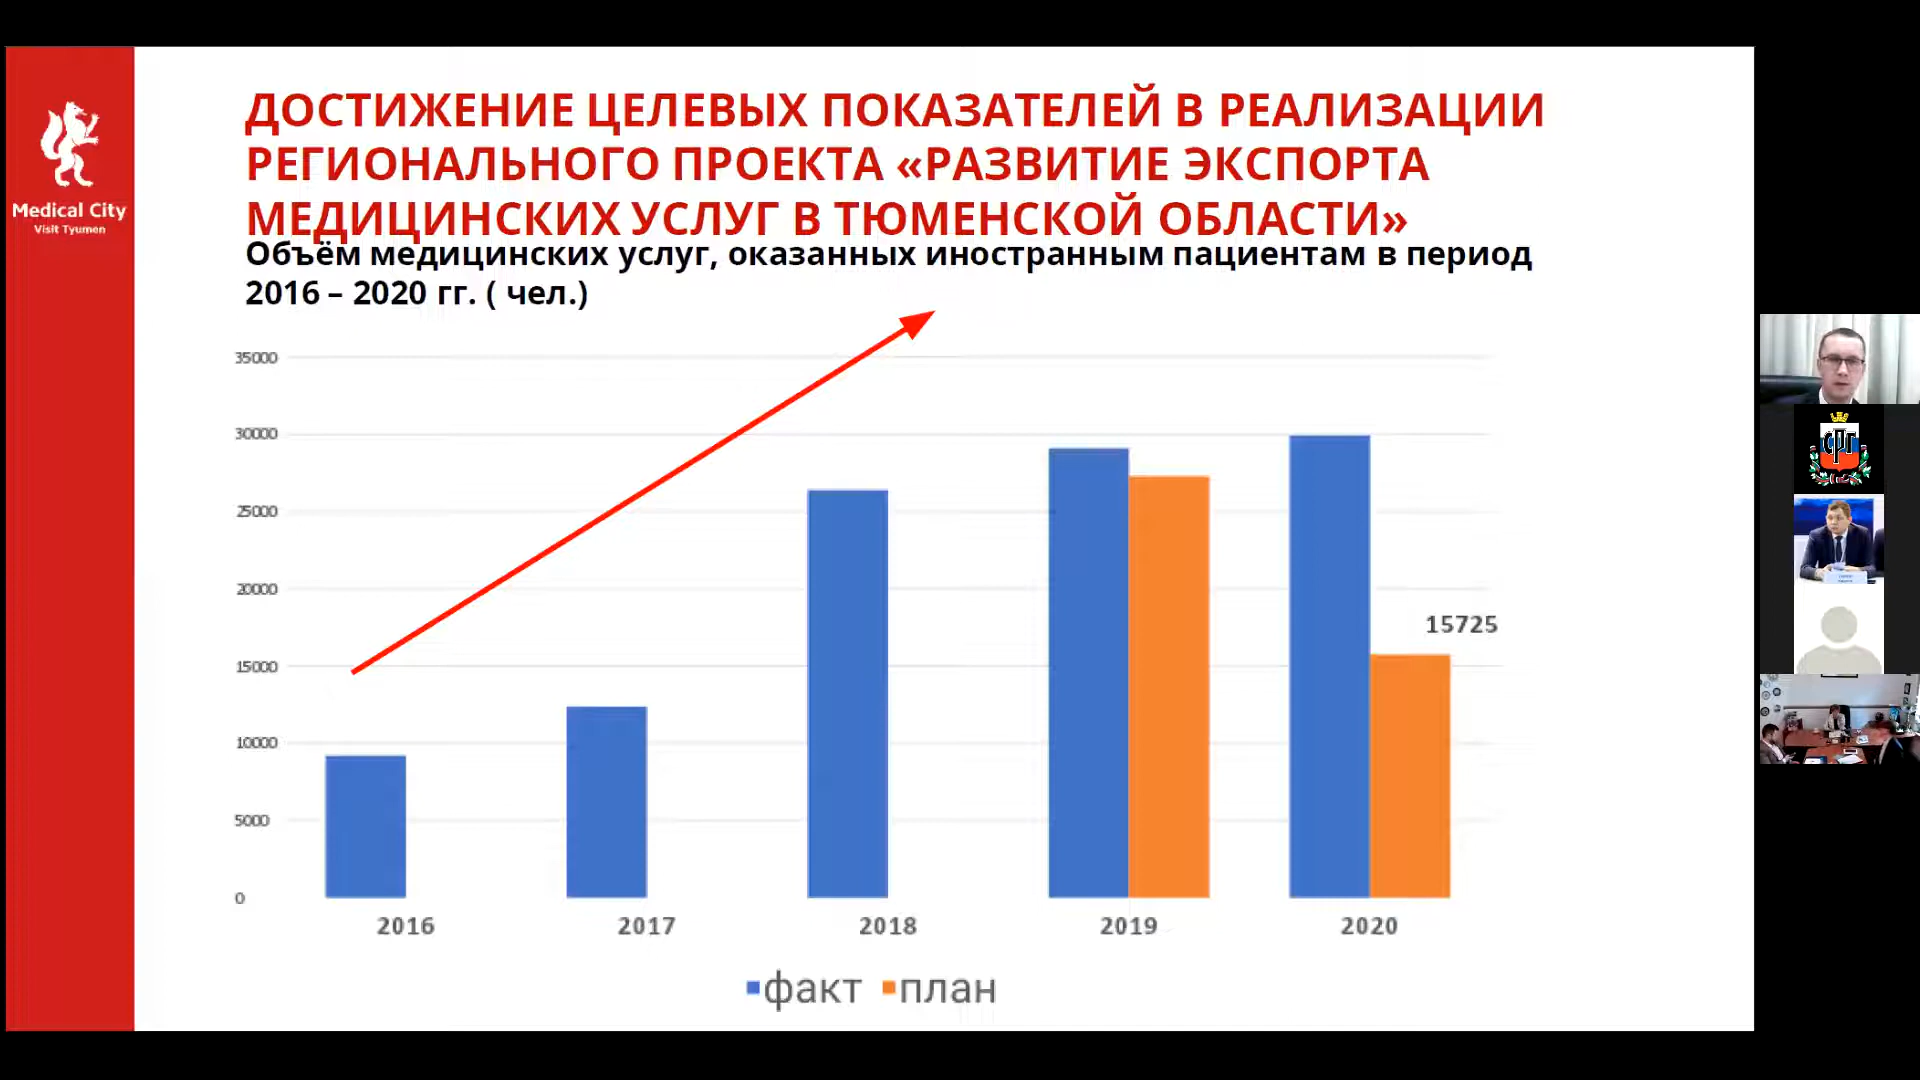 Medical City
Visit Tyumen
ДОСТИЖЕНИЕ ЦЕЛЕВЫХ ПОКАЗАТЕЛЕЙ В РЕАЛИЗАЦИИ
РЕГИОНАЛЬНОГО ПРОЕКТА «РАЗВИТИЕ ЭКСПОРТА
МЕДИЦИНСКИХ УСЛУГ В ТЮМЕНСКОЙ ОБЛАСТИ»
Объём медицинских услуг, оказанных иностранным пациентам в период
2016 – 2020 гг. ( чел.)
35000
30000
25000
20000
15000
10000
5000
0
15725
2016 2017 2018 2019 2020
факт план